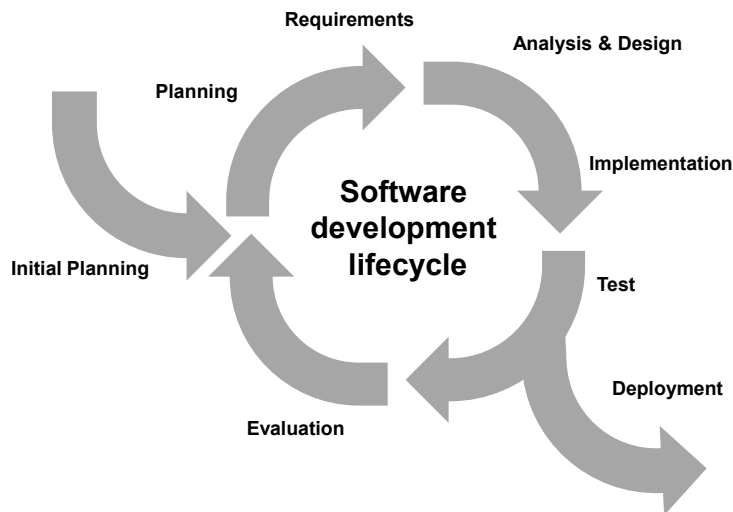 Requirements
Analysis & Design
Planning
Implementation
Software
development
lifecycle
Initial Planning
Test
Deployment
Evaluation